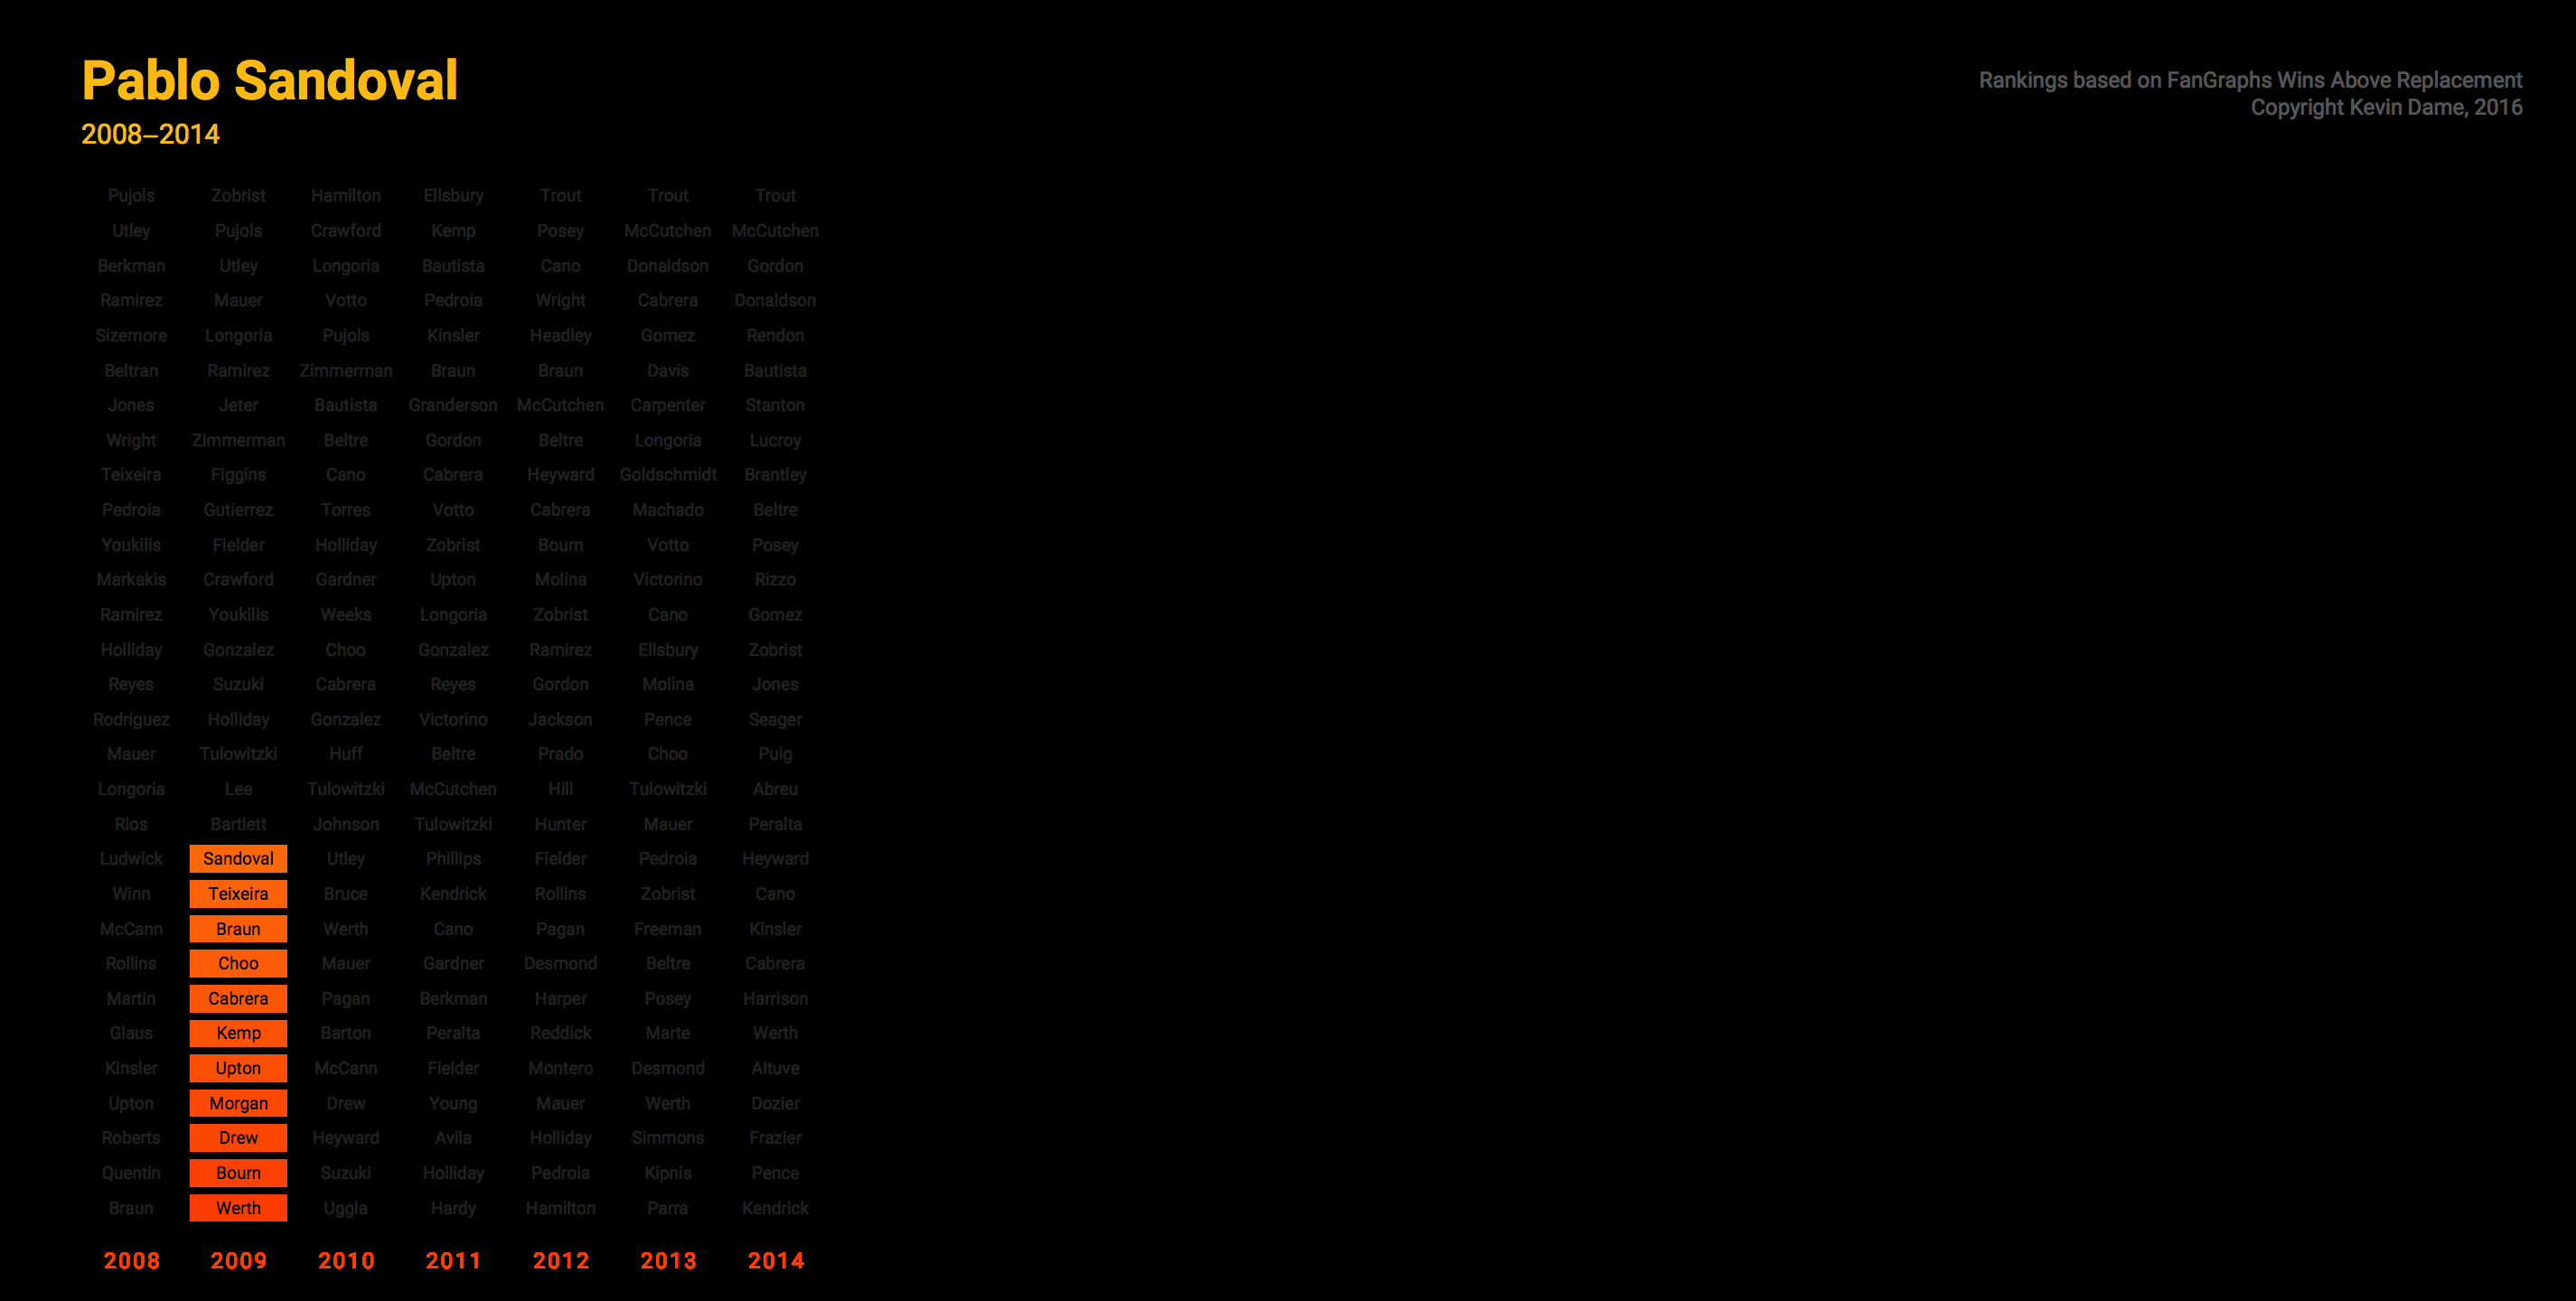 Pablo Sandoval
2008–2014
Rankings based on FanGraphs Wins Above Replacement
Copyright Kevin Dame, 2016
Pujols Zobrist Hamilton Ellsbury Trout Trout Trout
Utley Pujols Crawford Kemp Posey McCutchen McCutchen
Berkman Utley Longoria Bautista Cano Donaldson Gordon
Ramirez Mauer Votto Pedroia Wright Cabrera Donaldson
Sizemore Longoria Pujols Kinsler Headley Gomez Rendon
Beltran Ramirez Zimmerman Braun Braun Davis Bautista
Jones Jeter Bautista Granderson McCutchen Carpenter Stanton
Wright Zimmerman Beltre Gordon Beltre Longoria Lucroy
Teixeira Figgins Cano Cabrera Heyward Goldschmidt Brantley
Pedroia Gutierrez Torres Votto Cabrera Machado Beltre
Youkilis Fielder Holliday Zobrist Bourn Votto Posey
Markakis Crawford Gardner Upton Molina Victorino Rizzo
Ramirez Youkilis Weeks Longoria Zobrist Cano Gomez
Holliday Gonzalez Choo Gonzalez Ramirez Ellsbury Zobrist
Reyes Suzuki Cabrera Reyes Gordon Molina Jones
Rodriguez Holliday Gonzalez Victorino Jackson Pence Seager
Mauer Tulowitzki Huff Beltre Prado Choo Puig
Longoria Lee Tulowitzki McCutchen Hill Tulowitzki Abreu
Rios Bartlett Johnson Tulowitzki Hunter Mauer Peralta
Ludwick Sandoval Utley Phillips Fielder Pedroia Heyward
Winn Teixeira Bruce Kendrick Rollins Zobrist Cano
McCann Braun Werth Cano Pagan Freeman Kinsler
Rollins Choo Mauer Gardner Desmond Beltre Cabrera
Martin Cabrera Pagan Berkman Harper Posey Harrison
Glaus Kemp Barton Peralta Reddick Marte Werth
Kinsler Upton McCann Fielder Montero Desmond Altuve
Upton Morgan Drew Young Mauer Werth Dozier
Roberts Drew Heyward Avila Holliday Simmons Frazier
Quentin Bourn Suzuki Holliday Pedroia Kipnis Pence
Braun Werth Uggla Hardy Hamilton Parra Kendrick
2008 2009 2010 2011 2012 2013 2014